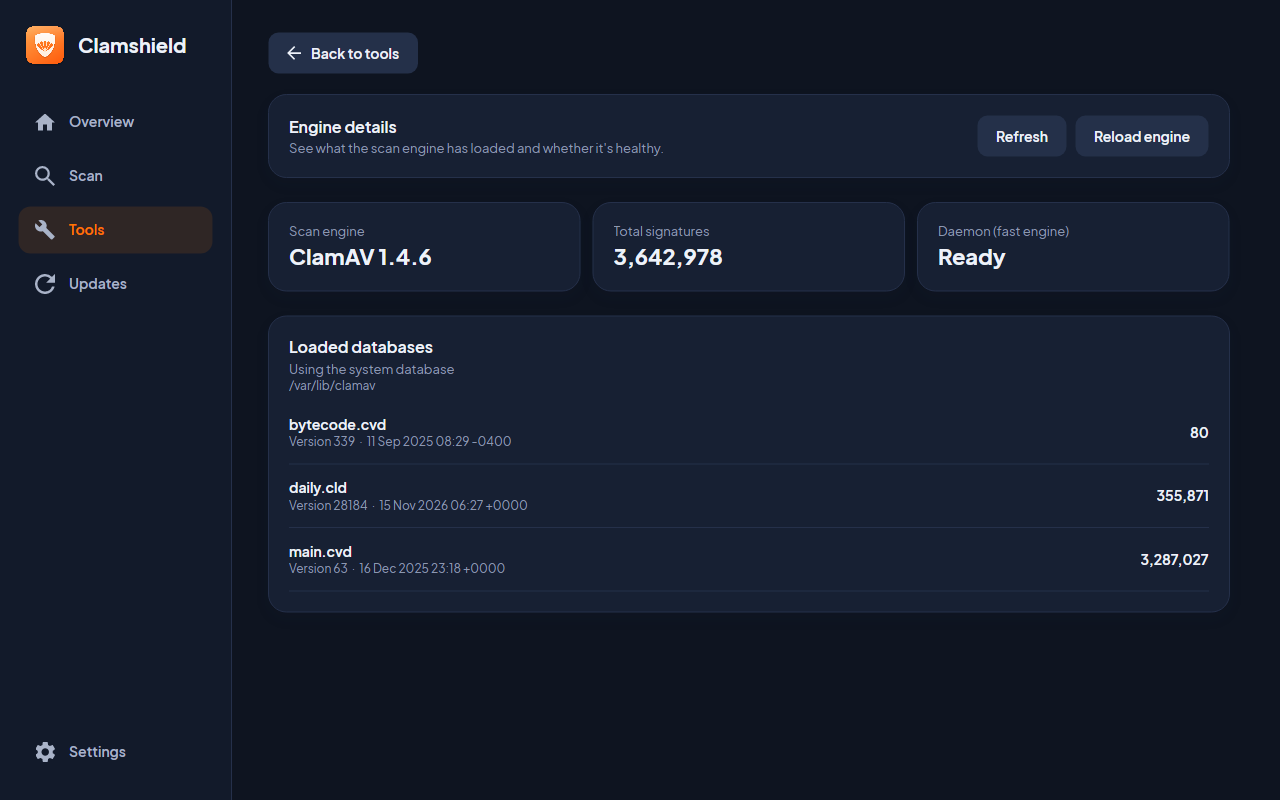 Clamshield
Overview
Scan
Tools
Updates
Settings
Back to tools
Engine details
See what the scan engine has loaded and whether it's healthy.
Refresh
Reload engine
Scan engine
ClamAV 1.4.6
Total signatures
3,642,978
Daemon (fast engine)
Ready
Loaded databases
Using the system database
/var/lib/clamav
bytecode.cvd
Version 339 · 11 Sep 2025 08:29 -0400
80
daily.cld
Version 28184 · 15 Nov 2026 06:27 +0000
355,871
main.cvd
Version 63 · 16 Dec 2025 23:18 +0000
3,287,027